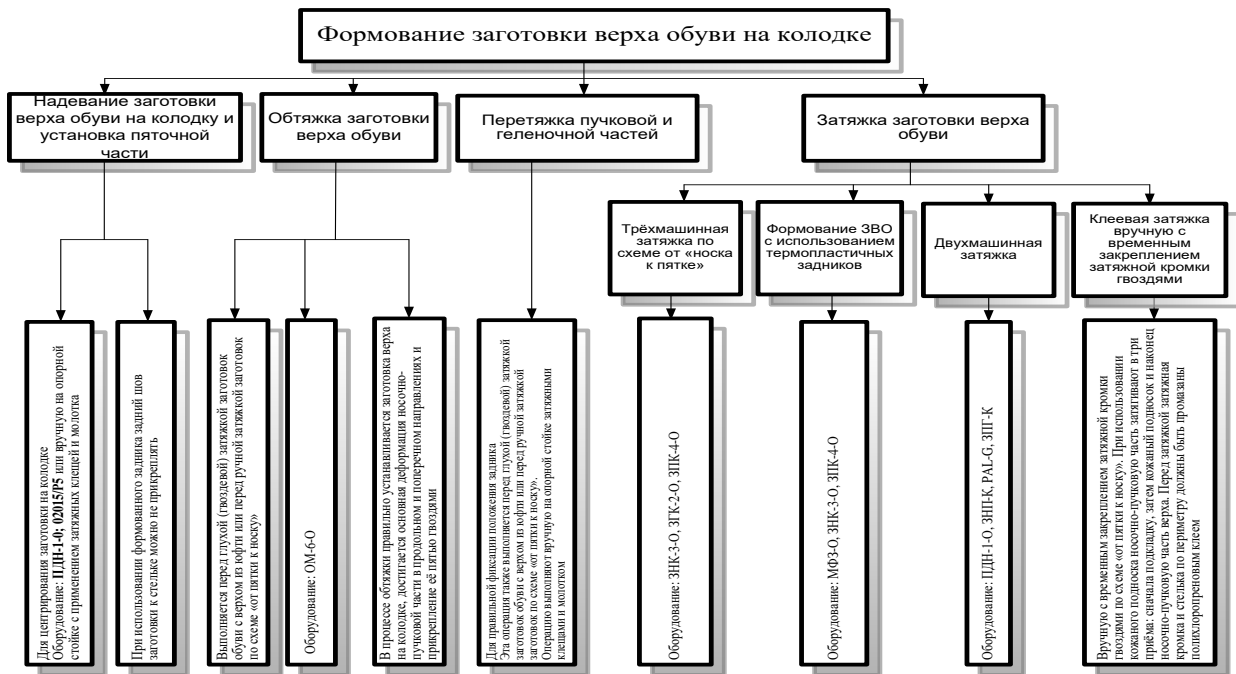 Формование заготовки верха обуви на колодке
Надевание заготовки
верха обуви на колодку и
установка пяточной
части
Обтяжка заготовки
верха обуви
Перетяжка пучковой и
геленочной частей
Затяжка заготовки верха
обуви
Трёхмашинная
затяжка по
схеме от «носка
к пятке»
Формование ЗВО
с использованием
термопластичных
задников
Двухмашинная
затяжка
Клеевая затяжка
вручную с
временным
закреплением
затяжной кромки
гвоздями
Для центрирования заготовки на колодке
Оборудование: ПДН-1-0; 02015/Р5 или вручную на опорной
стойке с применением затяжных клещей и молотка
При использовании формованного задника задний шов
заготовки к стельке можно не прикреплять
Выполняется перед глухой (гвоздевой) затяжкой заготовок
обуви с верхом из юфти или перед ручной затяжкой заготовок
по схеме «от пятки к носку»
Оборудование: ОМ-6-О
В процессе обтяжки правильно устанавливается заготовка верха
на колодке, достигается основная деформация носочно-
пучковой части в продольном и поперечном направлениях и
прикрепление её пятью гвоздями
Для правильной фиксации положения задника
Эта операция также выполняется перед глухой (гвоздевой) затяжкой
заготовок обуви с верхом из юфти или перед ручной затяжкой
заготовок по схеме «от пятки к носку».
Операцию выполняют вручную на опорной стойке затяжными
клещами и молотком
Оборудование: ЗНК-3-О, ЗГК-2-О, ЗПК-4-О
Оборудование: МФЗ-О, ЗНК-3-О, ЗПК-4-О
Оборудование: ПДН-1-О, ЗНП-К, PAL-G, ЗПГ-К
Вручную с временным закреплением затяжной кромки
гвоздями по схеме «от пятки к носку». При использовании
кожаного подноска носочно-пучковую часть затягивают в три
приёма: сначала подкладку, затем кожаный подносок и наконец
носочно-пучковую часть верха. Перед затяжкой затяжная
кромка и стелька по периметру должны быть промазаны
полихлоропреновым клеем